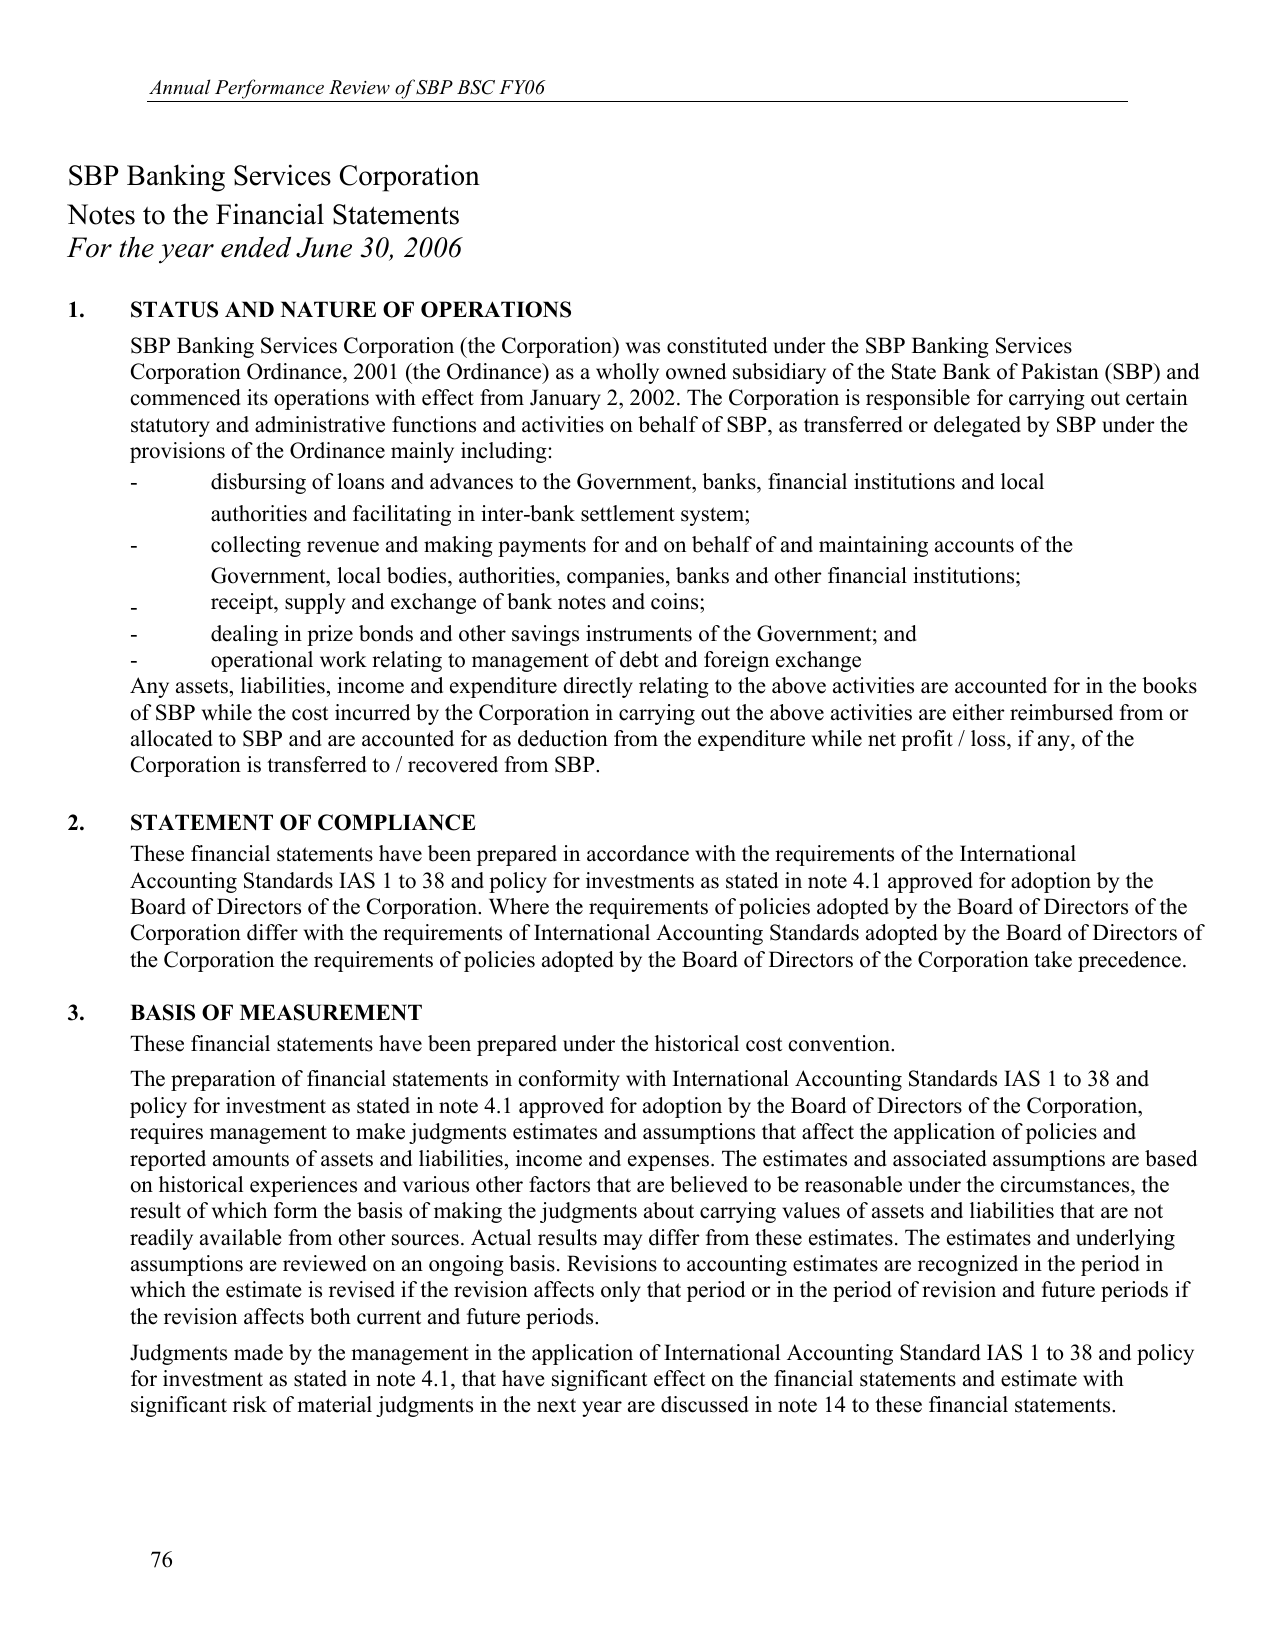 Annual Performance Review of SBP BSC FY06
SBP Banking Services Corporation
Notes to the Financial Statements
For the year ended June 30, 2006
1. STATUS AND NATURE OF OPERATIONS
SBP Banking Services Corporation (the Corporation) was constituted under the SBP Banking Services
Corporation Ordinance, 2001 (the Ordinance) as a wholly owned subsidiary of the State Bank of Pakistan (SBP) and
commenced its operations with effect from January 2, 2002. The Corporation is responsible for carrying out certain
statutory and administrative functions and activities on behalf of SBP, as transferred or delegated by SBP under the
provisions of the Ordinance mainly including:
- disbursing of loans and advances to the Government, banks, financial institutions and local
authorities and facilitating in inter-bank settlement system;
- collecting revenue and making payments for and on behalf of and maintaining accounts of the
Government, local bodies, authorities, companies, banks and other financial institutions;
- receipt, supply and exchange of bank notes and coins;
- dealing in prize bonds and other savings instruments of the Government; and
- operational work relating to management of debt and foreign exchange
Any assets, liabilities, income and expenditure directly relating to the above activities are accounted for in the books
of SBP while the cost incurred by the Corporation in carrying out the above activities are either reimbursed from or
allocated to SBP and are accounted for as deduction from the expenditure while net profit / loss, if any, of the
Corporation is transferred to / recovered from SBP.
2. STATEMENT OF COMPLIANCE
These financial statements have been prepared in accordance with the requirements of the International
Accounting Standards IAS 1 to 38 and policy for investments as stated in note 4.1 approved for adoption by the
Board of Directors of the Corporation. Where the requirements of policies adopted by the Board of Directors of the
Corporation differ with the requirements of International Accounting Standards adopted by the Board of Directors of
the Corporation the requirements of policies adopted by the Board of Directors of the Corporation take precedence.
3. BASIS OF MEASUREMENT
These financial statements have been prepared under the historical cost convention.
The preparation of financial statements in conformity with International Accounting Standards IAS 1 to 38 and
policy for investment as stated in note 4.1 approved for adoption by the Board of Directors of the Corporation,
requires management to make judgments estimates and assumptions that affect the application of policies and
reported amounts of assets and liabilities, income and expenses. The estimates and associated assumptions are based
on historical experiences and various other factors that are believed to be reasonable under the circumstances, the
result of which form the basis of making the judgments about carrying values of assets and liabilities that are not
readily available from other sources. Actual results may differ from these estimates. The estimates and underlying
assumptions are reviewed on an ongoing basis. Revisions to accounting estimates are recognized in the period in
which the estimate is revised if the revision affects only that period or in the period of revision and future periods if
the revision affects both current and future periods.
Judgments made by the management in the application of International Accounting Standard IAS 1 to 38 and policy
for investment as stated in note 4.1, that have significant effect on the financial statements and estimate with
significant risk of material judgments in the next year are discussed in note 14 to these financial statements.
76